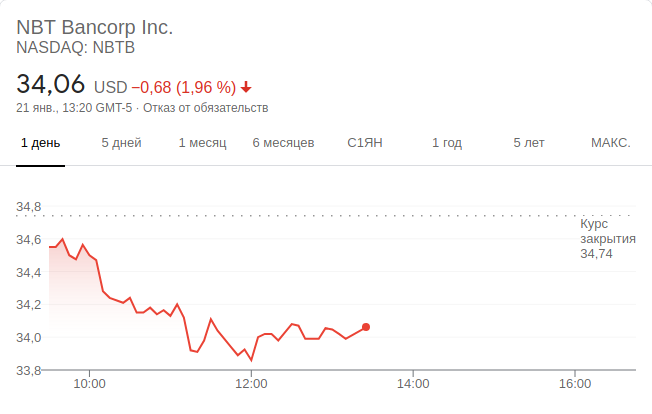 NBT Bancorp Inc.
NASDAQ: NBTB
34,06 USD −0,68 (1,96 %)
21 янв., 13:20 GMT-5 · Отказ от обязательств
1 день 5 дней 1 месяц 6 месяцев С1ЯН 1 год 5 лет МАКС.
34,8
Курс
закрытия
34,74
34,6
34,4
34,2
34,0
33,8
10:00 12:00 14:00 16:00